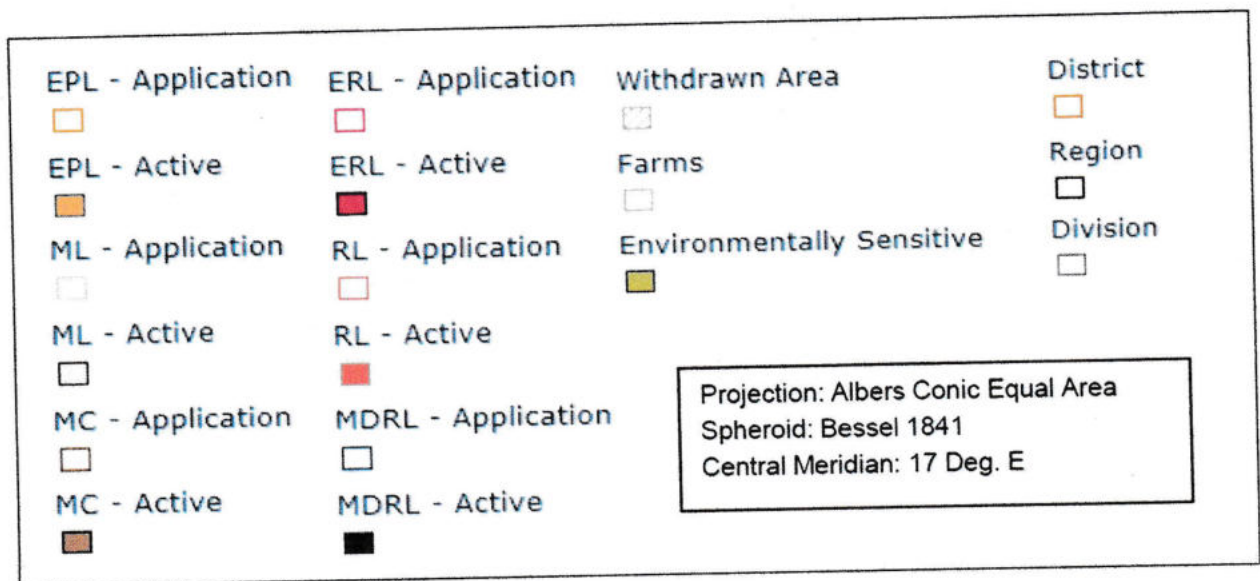 EPL - Application
EPL - Active
ML - Application
ML - Active
MC - Application
MC - Active
ERL - Application
ERL - Active
RL - Application
RL - Active
MDRL - Application
MDRL - Active
Withdrawn Area
Farms
Environmentally Sensitive
District
Region
Division
Projection: Albers Conic Equal Area
Spheroid: Bessel 1841
Central Meridian: 17 Deg. E